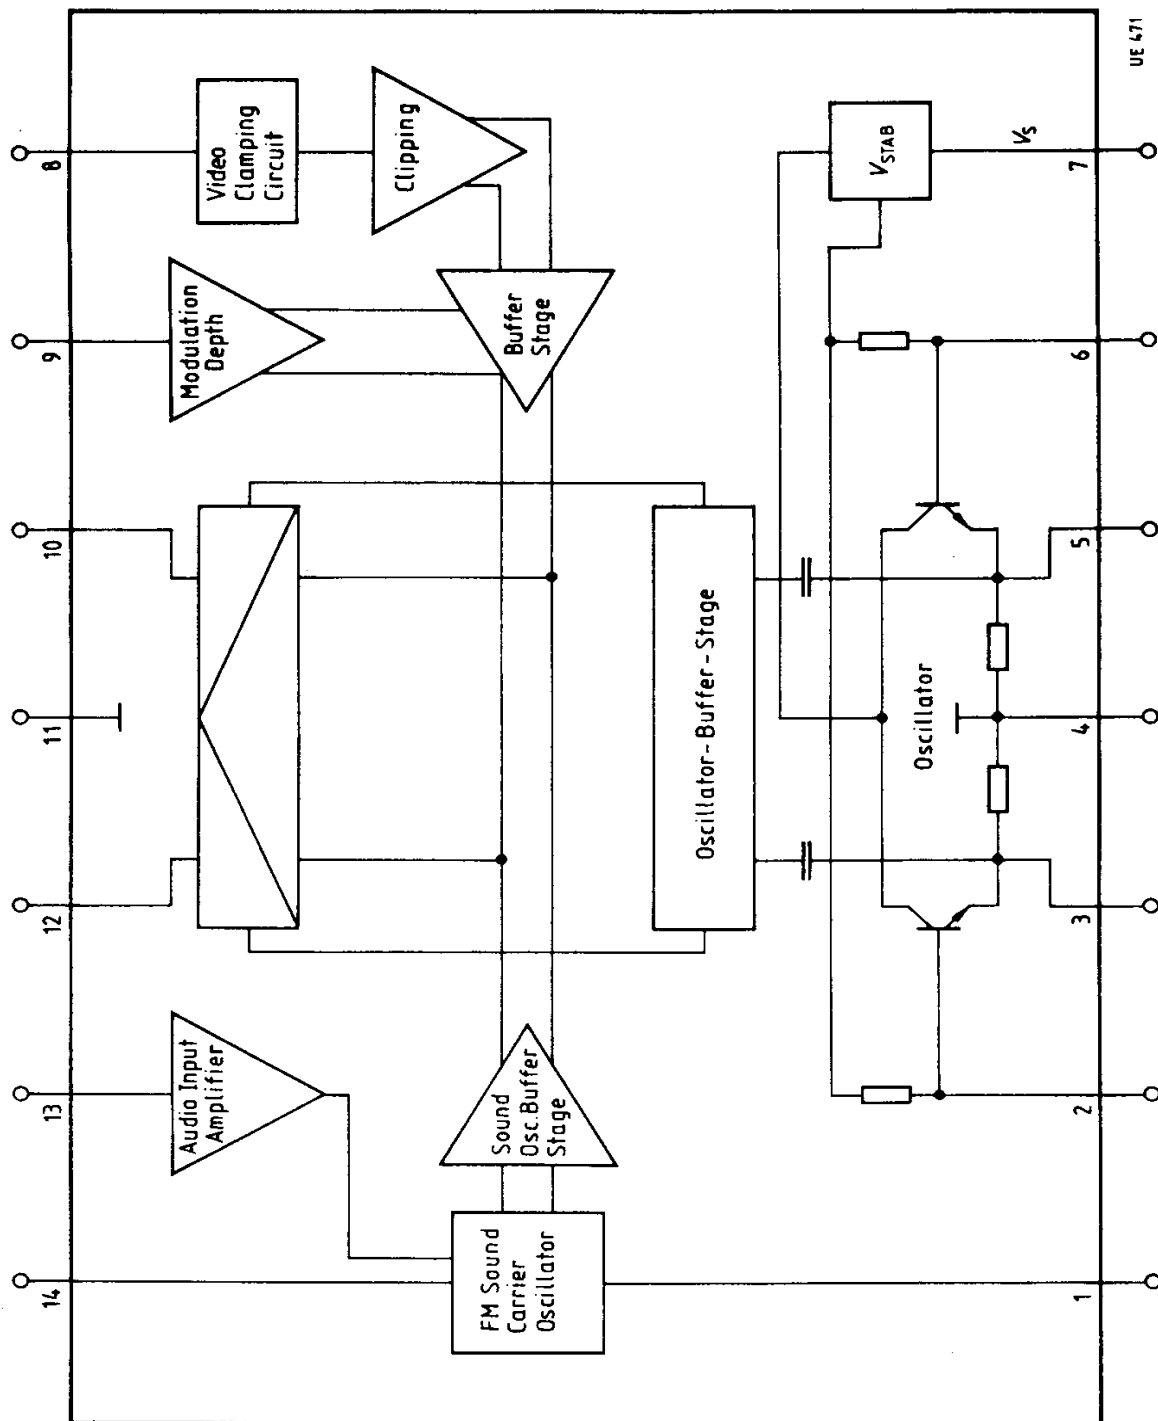 14
13
12
11
10
9
8
Audio Input
Amplifier
Modulation
Depth
Video
Clamping
Circuit
Clipping
FM Sound
Carrier
Oscillator
Sound
Osc.Buffer
Stage
Buffer
Stage
Oscillator-Buffer-Stage
VSTAB
Oscillator
VS
1
2
3
4
5
6
7
UE 471